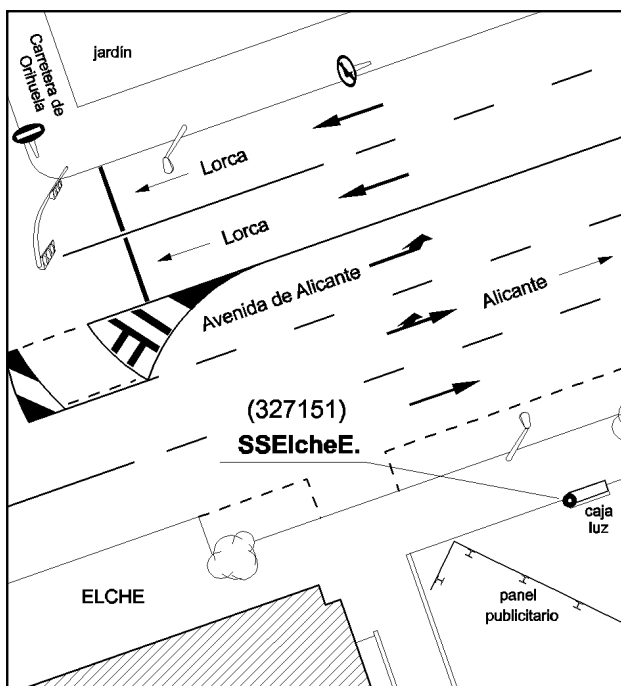 jardín
Carretera de
Orihuela
Lorca
Lorca
Avenida de Alicante
Alicante
(327151)
SSElcheE.
caja
luz
ELCHE
panel
publicitario